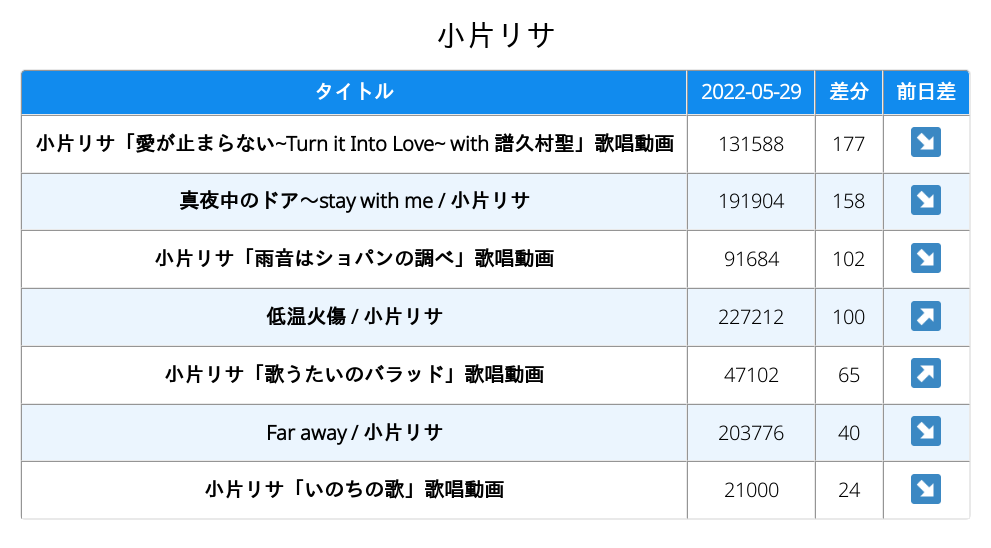 小片リサ
タイトル 2022-05-29 差分 前日差
小片リサ「愛が止まらない~Turn it Into Love~ with 譜久村聖」歌唱動画 131588 177 ↘
真夜中のドア～stay with me / 小片リサ 191904 158 ↘
小片リサ「雨音はショパンの調べ」歌唱動画 91684 102 ↘
低温火傷 / 小片リサ 227212 100 ↗
小片リサ「歌うたいのバラッド」歌唱動画 47102 65 ↗
Far away / 小片リサ 203776 40 ↘
小片リサ「いのちの歌」歌唱動画 21000 24 ↘